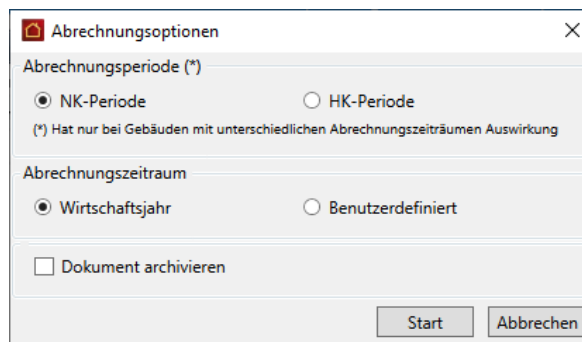 Abrechnungsoptionen
Abrechnungsperiode (*)
NK-Periode HK-Periode
(*) Hat nur bei Gebäuden mit unterschiedlichen Abrechnungszeiträumen Auswirkung
Abrechnungszeitraum
Wirtschaftsjahr Benutzerdefiniert
Dokument archivieren
Start Abbrechen